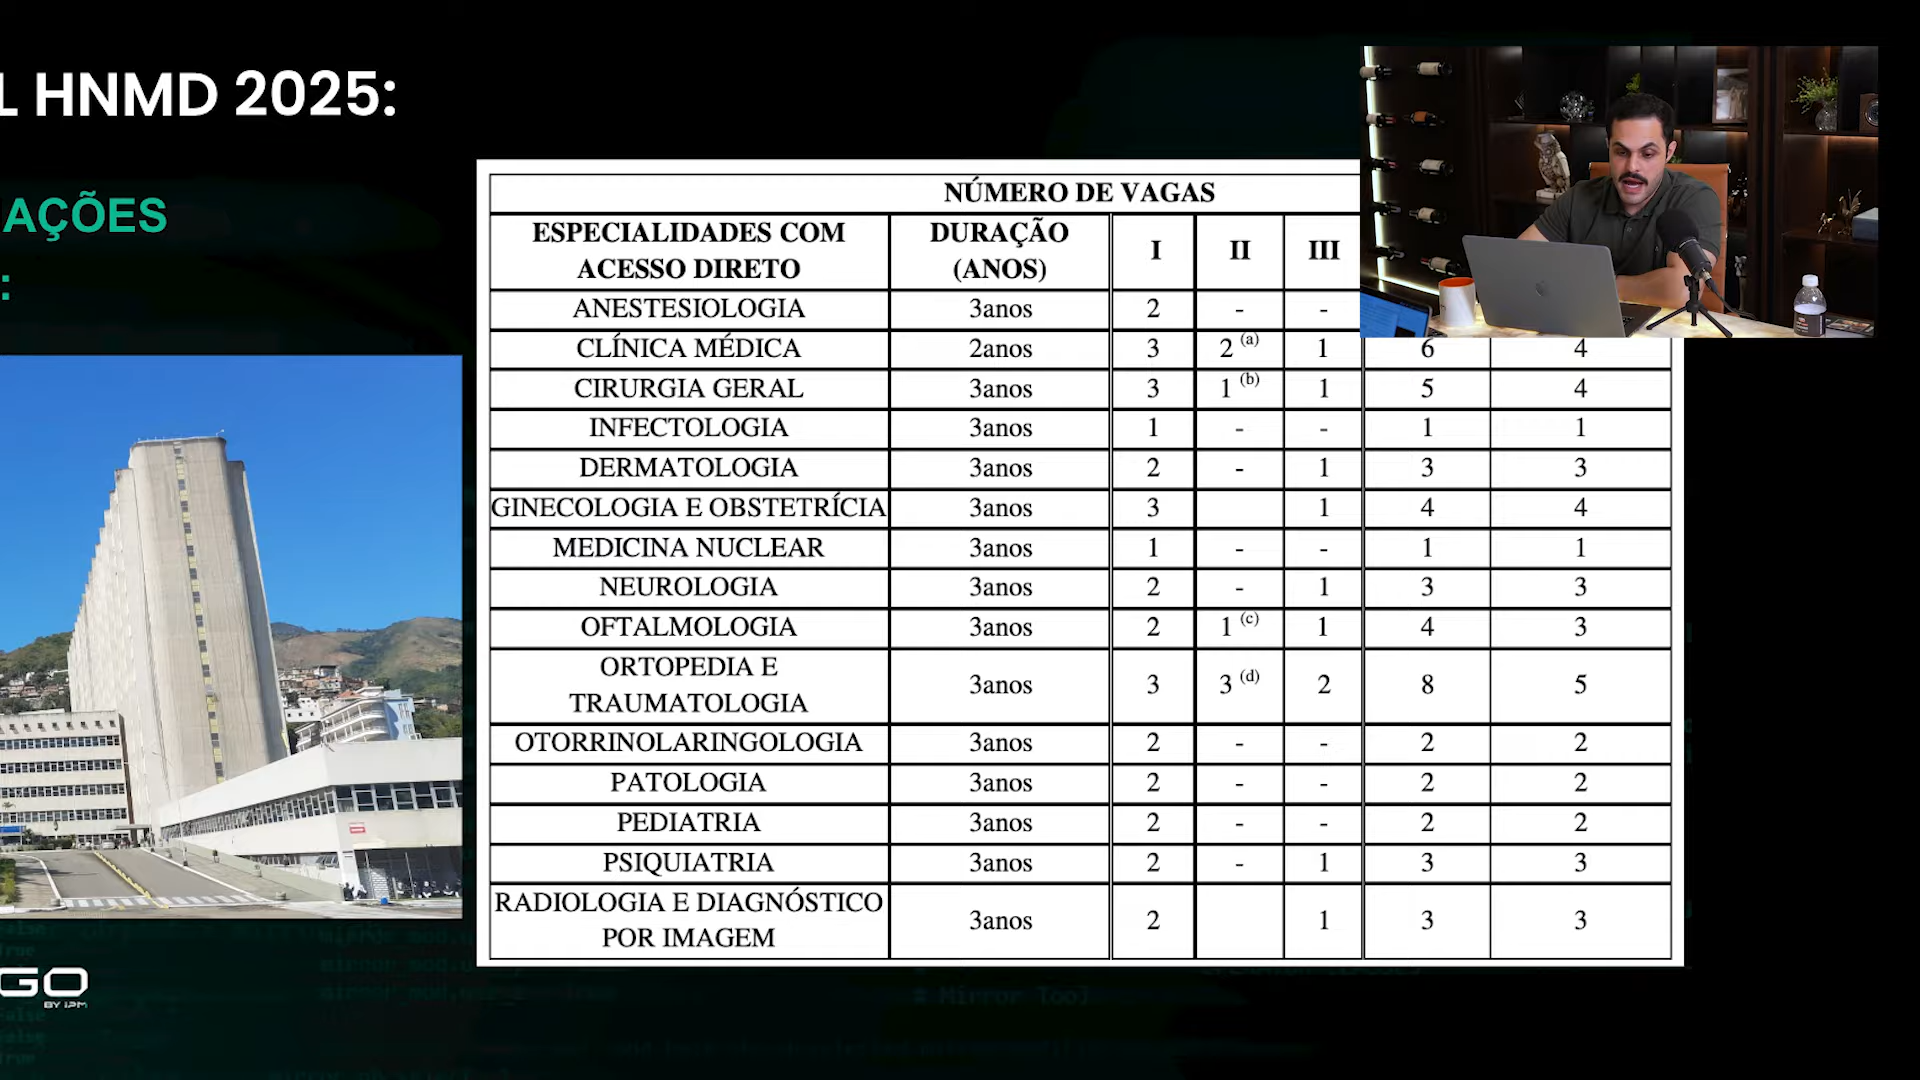 L HNMD 2025:
AÇÕES
:
NÚMERO DE VAGAS
ESPECIALIDADES COM ACESSO DIRETO DURAÇÃO (ANOS) I II III
ANESTESIOLOGIA 3anos 2 - -
CLÍNICA MÉDICA 2anos 3 2 (a) 1 6 4
CIRURGIA GERAL 3anos 3 1 (b) 1 5 4
INFECTOLOGIA 3anos 1 - - 1 1
DERMATOLOGIA 3anos 2 - 1 3 3
GINECOLOGIA E OBSTETRÍCIA 3anos 3 1 4 4
MEDICINA NUCLEAR 3anos 1 - - 1 1
NEUROLOGIA 3anos 2 - 1 3 3
OFTALMOLOGIA 3anos 2 1 (c) 1 4 3
ORTOPEDIA E TRAUMATOLOGIA 3anos 3 3 (d) 2 8 5
OTORRINOLARINGOLOGIA 3anos 2 - - 2 2
PATOLOGIA 3anos 2 - - 2 2
PEDIATRIA 3anos 2 - - 2 2
PSIQUIATRIA 3anos 2 - 1 3 3
RADIOLOGIA E DIAGNÓSTICO POR IMAGEM 3anos 2 1 3 3
GO
BY IPM
Mirror Tool